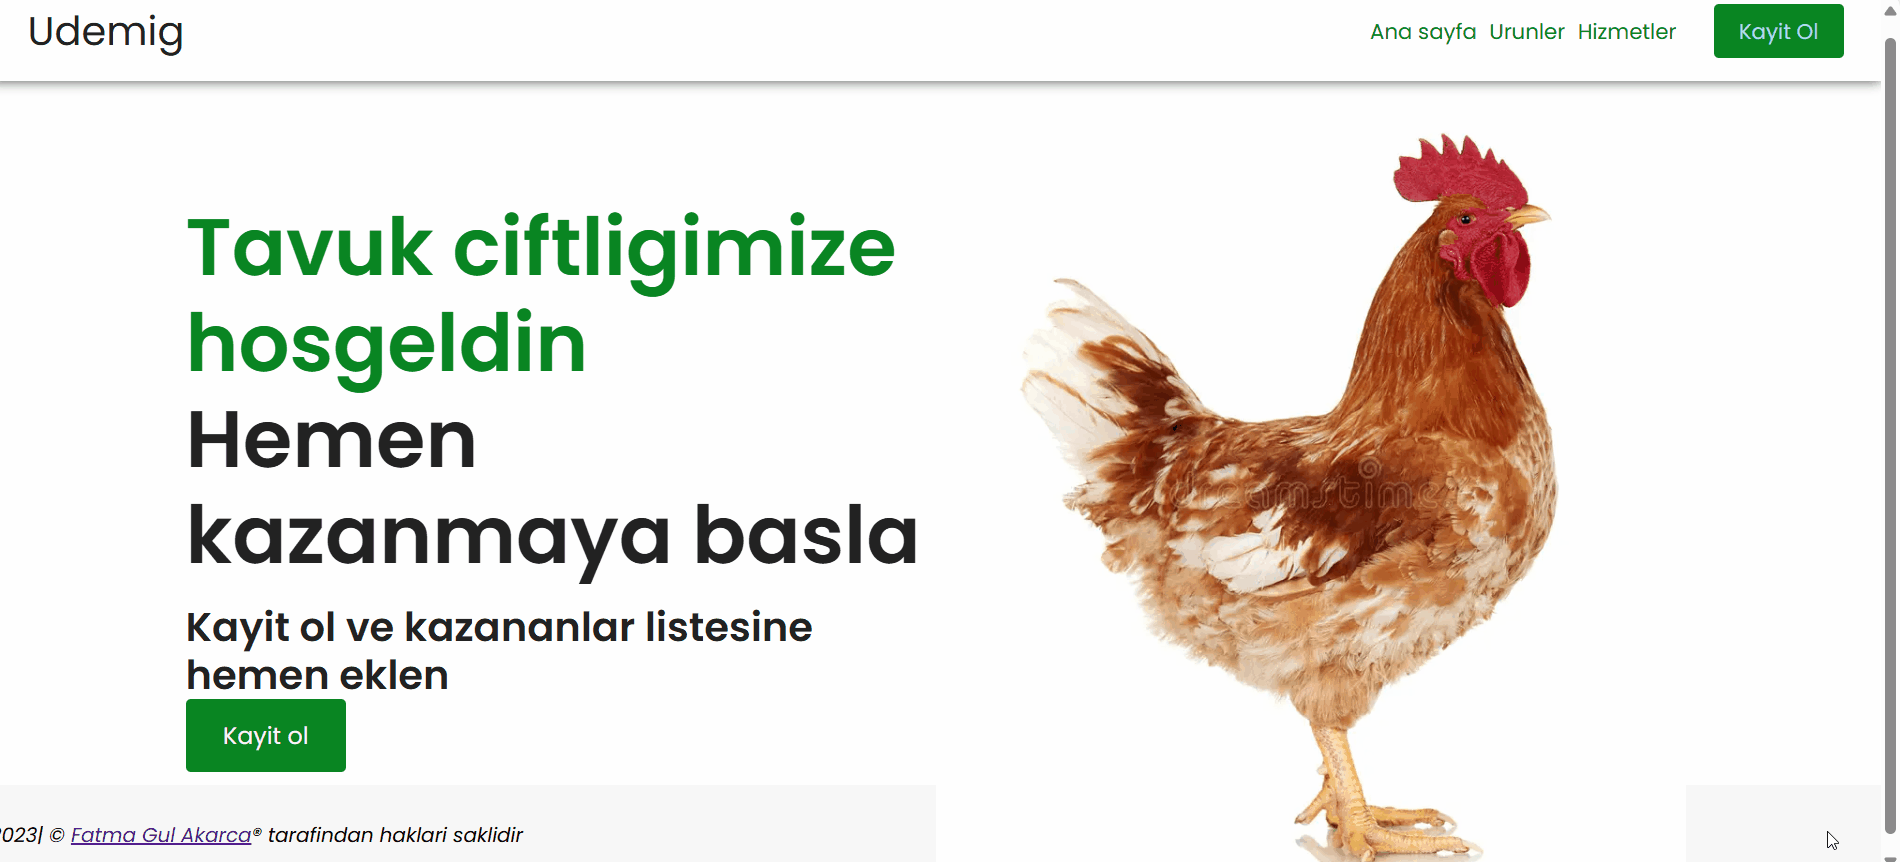 Udemig
Ana sayfa Urunler Hizmetler Kayit Ol
Tavuk ciftligimize
hosgeldin
Hemen
kazanmaya basla
Kayit ol ve kazananlar listesine
hemen eklen
Kayit ol
dreamstime
023| © Fatma Gul Akarca® tarafindan haklari saklidir